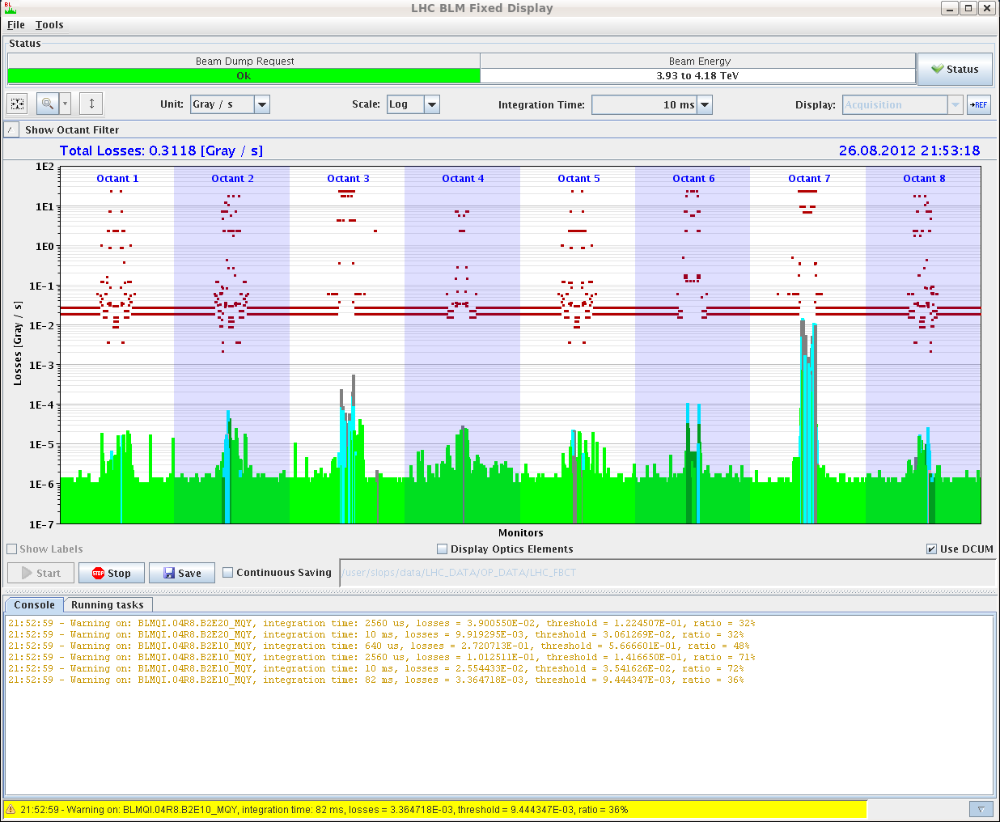 BL
LHC BLM Fixed Display
File Tools
Status
Beam Dump Request Beam Energy
Ok 3.93 to 4.18 TeV
Status
Unit: Gray / s Scale: Log Integration Time: 10 ms Display: Acquisition REF
Show Octant Filter
Total Losses: 0.3118 [Gray / s] 26.08.2012 21:53:18
1E2
Octant 1 Octant 2 Octant 3 Octant 4 Octant 5 Octant 6 Octant 7 Octant 8
1E1
1E0
1E-1
1E-2
1E-3
1E-4
1E-5
1E-6
1E-7
Losses [Gray / s]
Monitors
Show Labels Display Optics Elements Use DCUM
Start STOP Stop Save Continuous Saving /user/slops/data/LHC_DATA/OP_DATA/LHC_FBCT
Console Running tasks
21:52:59 - Warning on: BLMQI.04R8.B2E20_MQY, integration time: 2560 us, losses = 3.900550E-02, threshold = 1.224507E-01, ratio = 32%
21:52:59 - Warning on: BLMQI.04R8.B2E20_MQY, integration time: 10 ms, losses = 9.919295E-03, threshold = 3.061269E-02, ratio = 32%
21:52:59 - Warning on: BLMQI.04R8.B2E10_MQY, integration time: 640 us, losses = 2.720713E-01, threshold = 5.666601E-01, ratio = 48%
21:52:59 - Warning on: BLMQI.04R8.B2E10_MQY, integration time: 2560 us, losses = 1.012511E-01, threshold = 1.416650E-01, ratio = 71%
21:52:59 - Warning on: BLMQI.04R8.B2E10_MQY, integration time: 10 ms, losses = 2.554433E-02, threshold = 3.541626E-02, ratio = 72%
21:52:59 - Warning on: BLMQI.04R8.B2E10_MQY, integration time: 82 ms, losses = 3.364718E-03, threshold = 9.444347E-03, ratio = 36%
21:52:59 - Warning on: BLMQI.04R8.B2E10_MQY, integration time: 82 ms, losses = 3.364718E-03, threshold = 9.444347E-03, ratio = 36%